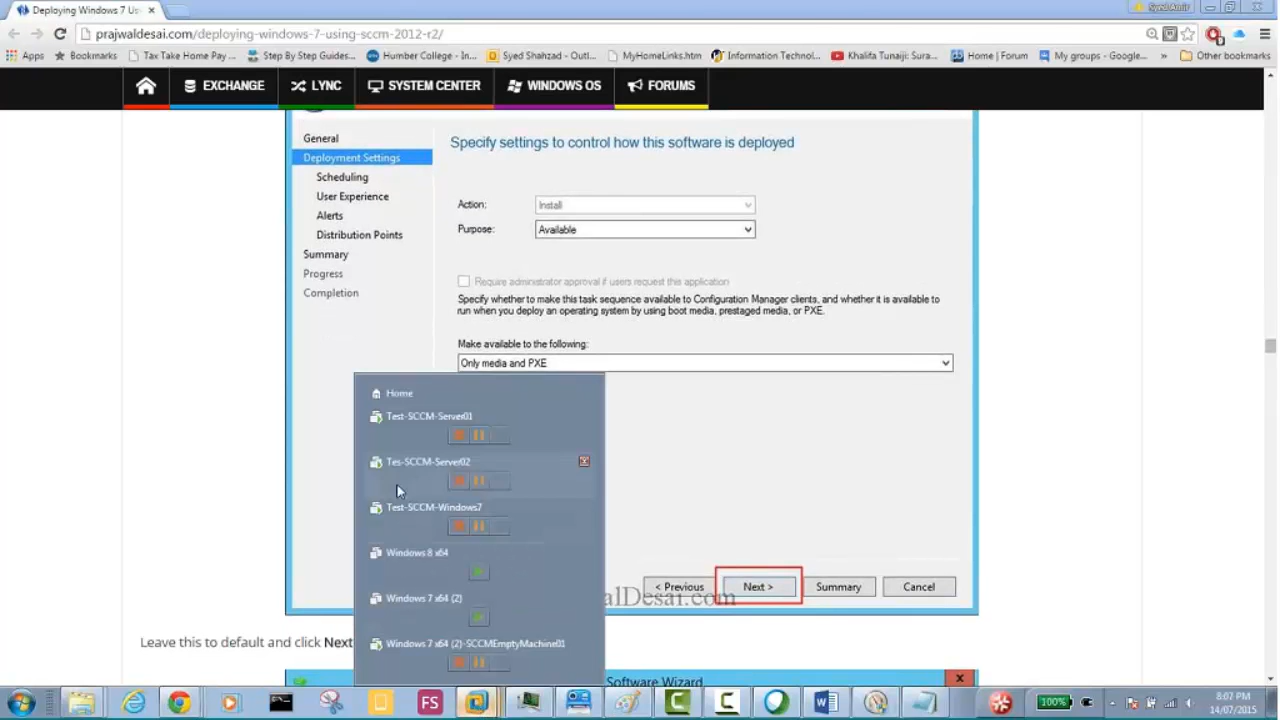 Deploying Windows 7 Us
Syed Amir
prajwaldesai.com/deploying-windows-7-using-sccm-2012-r2/
Apps Bookmarks Tax Take Home Pay ... Step By Step Guides... Humber College - In... Syed Shahzad - Outl... MyHomeLinks.htm Information Technol... Khalifa Tunaiji: Sura... Home | Forum My groups - Google... » Other bookmarks
EXCHANGE LYNC SYSTEM CENTER WINDOWS OS FORUMS
General
Specify settings to control how this software is deployed
Deployment Settings
Scheduling
User Experience
Alerts
Distribution Points
Summary
Progress
Completion
Action: Install
Purpose: Available
Require administrator approval if users request this application
Specify whether to make this task sequence available to Configuration Manager clients, and whether it is available to
run when you deploy an operating system by using boot media, prestaged media, or PXE.
Make available to the following:
Only media and PXE
Home
Test-SCCM-Server01
Tes-SCCM-Server02
Test-SCCM-Windows7
Windows 8 x64
Windows 7 x64 (2)
Windows 7 x64 (2)-SCCMEmptyMachine01
< Previous Next > Summary Cancel
alDesai.com
Leave this to default and click Next
Software Wizard
FS
100%
8:07 PM
14/07/2015